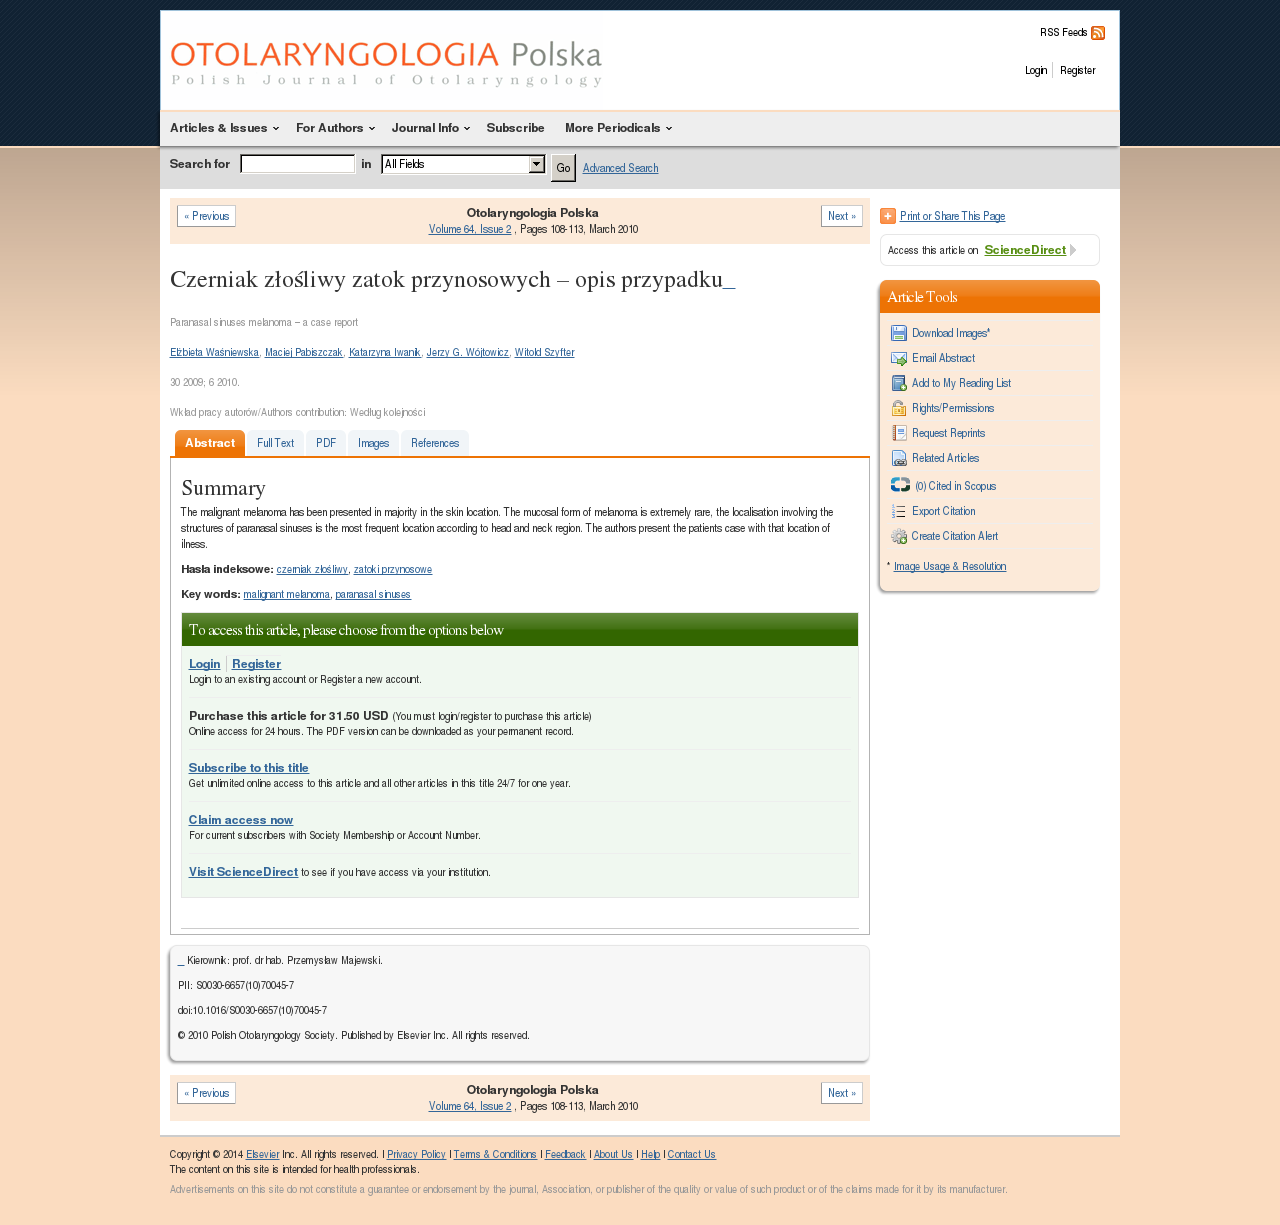 OTOLARYNGOLOGIA Polska
Polish Journal of Otolaryngology
RSS Feeds
Login Register
Articles & Issues For Authors Journal Info Subscribe More Periodicals
Search for in All Fields Go Advanced Search
« Previous
Otolaryngologia Polska
Next »
Volume 64, Issue 2 , Pages 108-113, March 2010
Czerniak złośliwy zatok przynosowych – opis przypadku_
Paranasal sinuses melanoma – a case report
Elżbieta Waśniewska, Maciej Pabiszczak, Katarzyna Iwanik, Jerzy G. Wójtowicz, Witold Szyfter
30 2009; 6 2010.
Wkład pracy autorów/Authors contribution: Według kolejności
Abstract Full Text PDF Images References
Summary
The malignant melanoma has been presented in majority in the skin location. The mucosal form of melanoma is extremely rare, the localisation involving the
structures of paranasal sinuses is the most frequent location according to head and neck region. The authors present the patients case with that location of
ilness.
Hasła indeksowe: czerniak złośliwy, zatoki przynosowe
Key words: malignant melanoma, paranasal sinuses
To access this article, please choose from the options below
Login Register
Login to an existing account or Register a new account.
Purchase this article for 31.50 USD (You must login/register to purchase this article)
Online access for 24 hours. The PDF version can be downloaded as your permanent record.
Subscribe to this title
Get unlimited online access to this article and all other articles in this title 24/7 for one year.
Claim access now
For current subscribers with Society Membership or Account Number.
Visit ScienceDirect to see if you have access via your institution.
_ Kierownik: prof. dr hab. Przemysław Majewski.
PII: S0030-6657(10)70045-7
doi:10.1016/S0030-6657(10)70045-7
© 2010 Polish Otolaryngology Society. Published by Elsevier Inc. All rights reserved.
« Previous
Otolaryngologia Polska
Next »
Volume 64, Issue 2 , Pages 108-113, March 2010
Print or Share This Page
Access this article on ScienceDirect
Article Tools
Download Images*
Email Abstract
Add to My Reading List
Rights/Permissions
Request Reprints
Related Articles
(0) Cited in Scopus
Export Citation
Create Citation Alert
* Image Usage & Resolution
Copyright © 2014 Elsevier Inc. All rights reserved. | Privacy Policy | Terms & Conditions | Feedback | About Us | Help | Contact Us
The content on this site is intended for health professionals.
Advertisements on this site do not constitute a guarantee or endorsement by the journal, Association, or publisher of the quality or value of such product or of the claims made for it by its manufacturer.